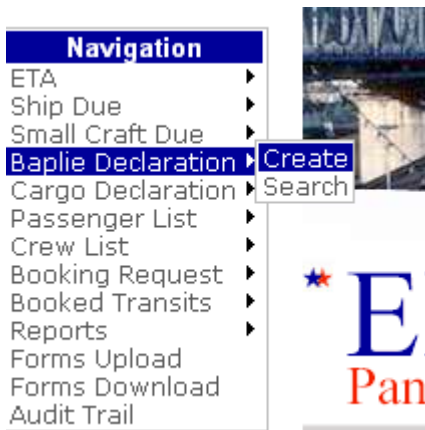 Navigation
ETA
Ship Due
Small Craft Due
Baplie Declaration
Create
Cargo Declaration
Search
Passenger List
Crew List
Booking Request
Booked Transits
Reports
Forms Upload
Forms Download
Audit Trail
E
Pan